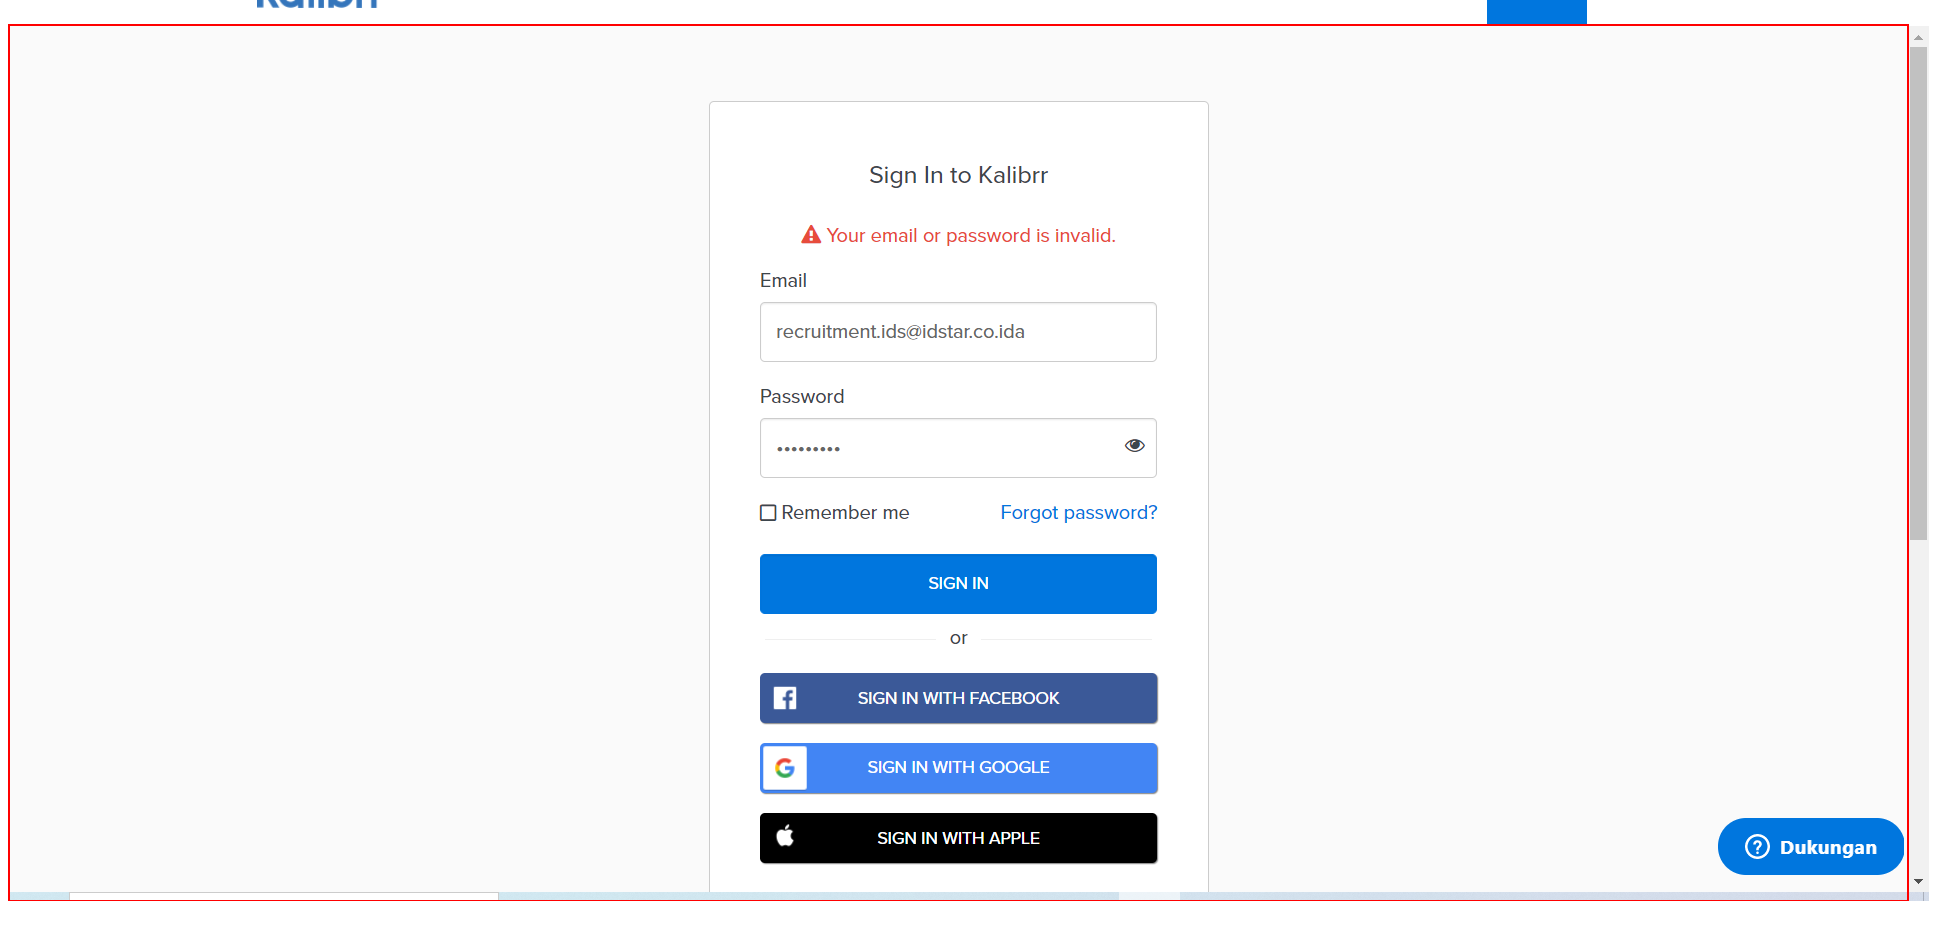 Kalibrr
Sign In to Kalibrr
Your email or password is invalid.
Email
recruitment.ids@idstar.co.ida
Password
•••••••••
Remember me
Forgot password?
SIGN IN
or
SIGN IN WITH FACEBOOK
SIGN IN WITH GOOGLE
SIGN IN WITH APPLE
Dukungan